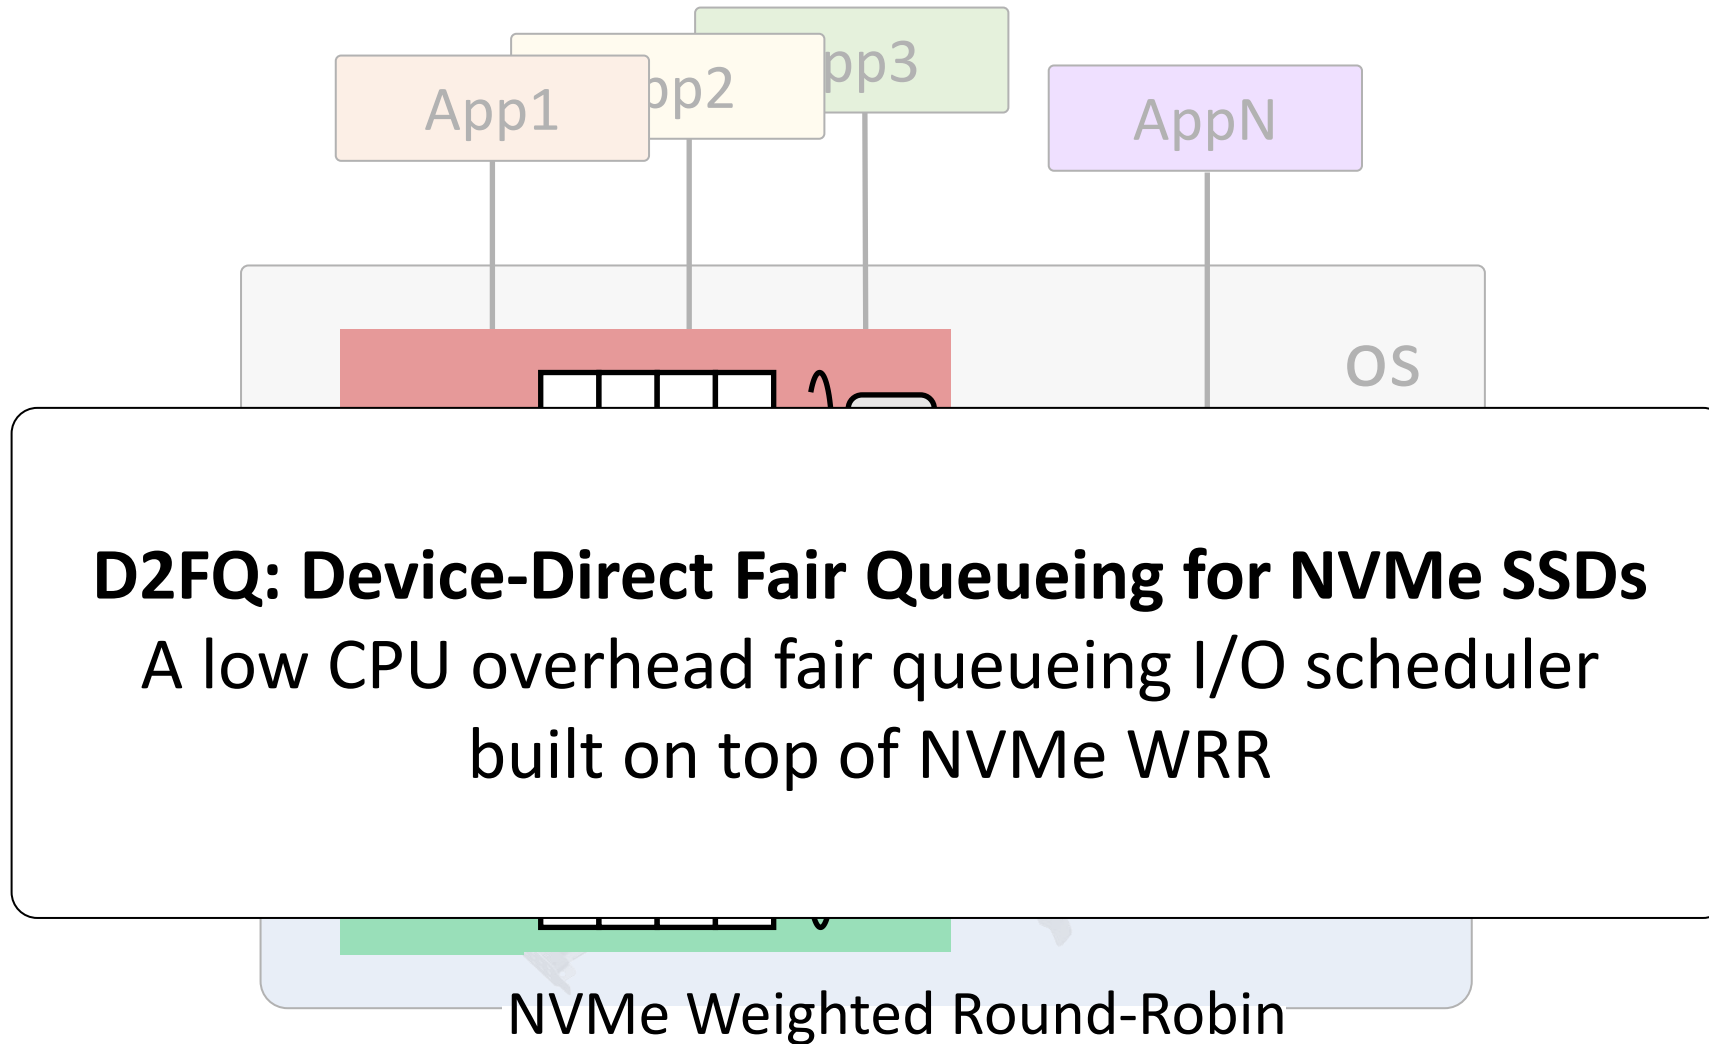 App1
pp2
pp3
AppN
OS
D2FQ: Device-Direct Fair Queueing for NVMe SSDs
A low CPU overhead fair queueing I/O scheduler
built on top of NVMe WRR
NVMe Weighted Round-Robin